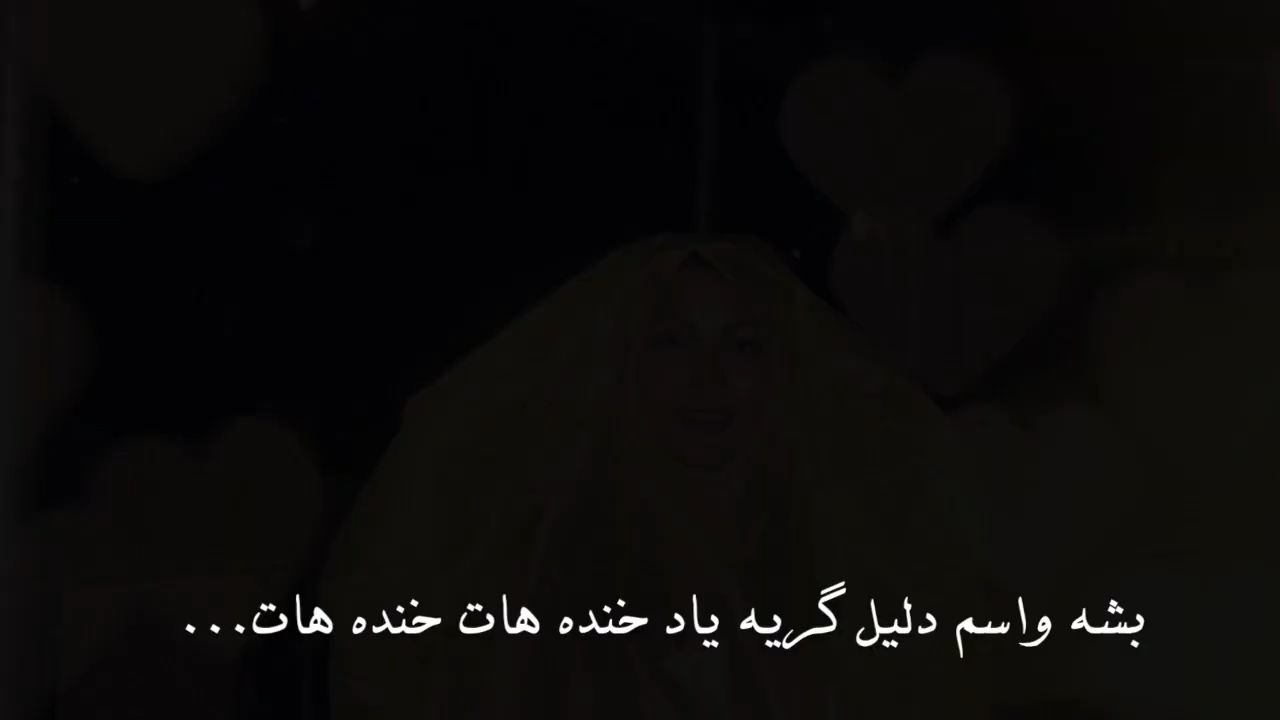 بشه واسم دلیل گریه یاد خنده هات خنده هات...